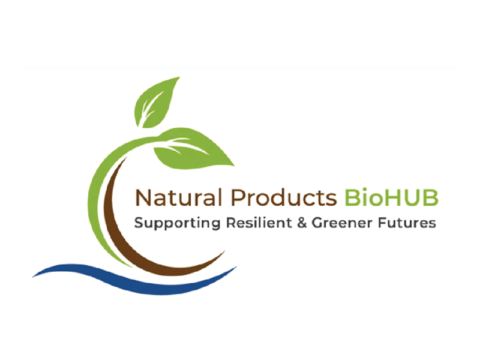 Natural Products BioHUB
Supporting Resilient & Greener Futures